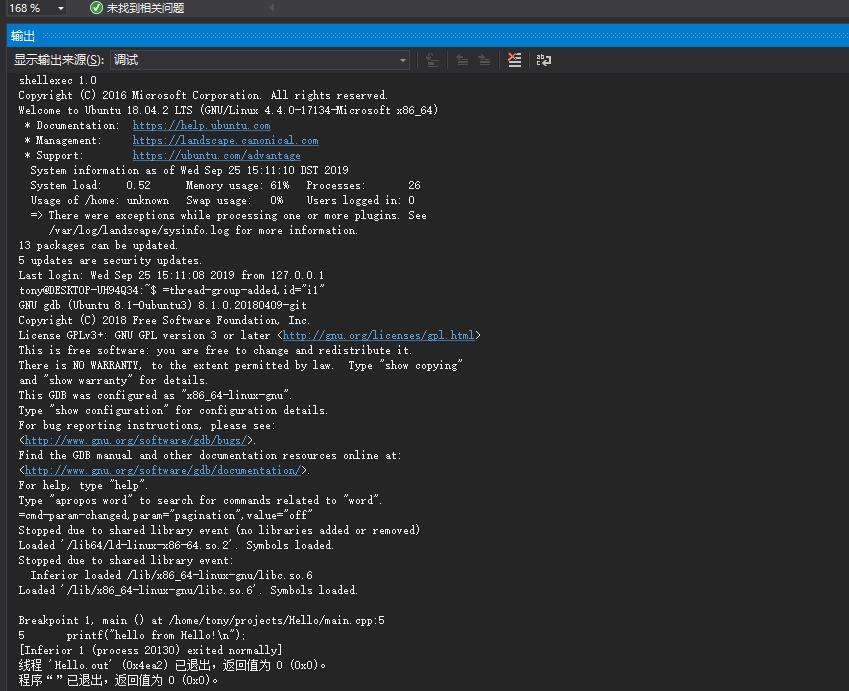 168 %
未找到相关问题
输出
显示输出来源(S): 调试
shellexec 1.0
Copyright (C) 2016 Microsoft Corporation. All rights reserved.
Welcome to Ubuntu 18.04.2 LTS (GNU/Linux 4.4.0-17134-Microsoft x86_64)
* Documentation: https://help.ubuntu.com
* Management: https://landscape.canonical.com
* Support: https://ubuntu.com/advantage
System information as of Wed Sep 25 15:11:10 DST 2019
System load: 0.52 Memory usage: 61% Processes: 26
Usage of /home: unknown Swap usage: 0% Users logged in: 0
=> There were exceptions while processing one or more plugins. See
/var/log/landscape/sysinfo.log for more information.
13 packages can be updated.
5 updates are security updates.
Last login: Wed Sep 25 15:11:08 2019 from 127.0.0.1
tony@DESKTOP-UH94Q34:~$ =thread-group-added,id="i1"
GNU gdb (Ubuntu 8.1-0ubuntu3) 8.1.0.20180409-git
Copyright (C) 2018 Free Software Foundation, Inc.
License GPLv3+: GNU GPL version 3 or later <http://gnu.org/licenses/gpl.html>
This is free software: you are free to change and redistribute it.
There is NO WARRANTY, to the extent permitted by law. Type "show copying"
and "show warranty" for details.
This GDB was configured as "x86_64-linux-gnu".
Type "show configuration" for configuration details.
For bug reporting instructions, please see:
<http://www.gnu.org/software/gdb/bugs/>.
Find the GDB manual and other documentation resources online at:
<http://www.gnu.org/software/gdb/documentation/>.
For help, type "help".
Type "apropos word" to search for commands related to "word".
=cmd-param-changed,param="pagination",value="off"
Stopped due to shared library event (no libraries added or removed)
Loaded '/lib64/ld-linux-x86-64.so.2'. Symbols loaded.
Stopped due to shared library event:
Inferior loaded /lib/x86_64-linux-gnu/libc.so.6
Loaded '/lib/x86_64-linux-gnu/libc.so.6'. Symbols loaded.
Breakpoint 1, main () at /home/tony/projects/Hello/main.cpp:5
5 printf("hello from Hello!\n");
[Inferior 1 (process 20130) exited normally]
线程 'Hello.out' (0x4ea2) 已退出，返回值为 0 (0x0)。
程序“”已退出，返回值为 0 (0x0)。